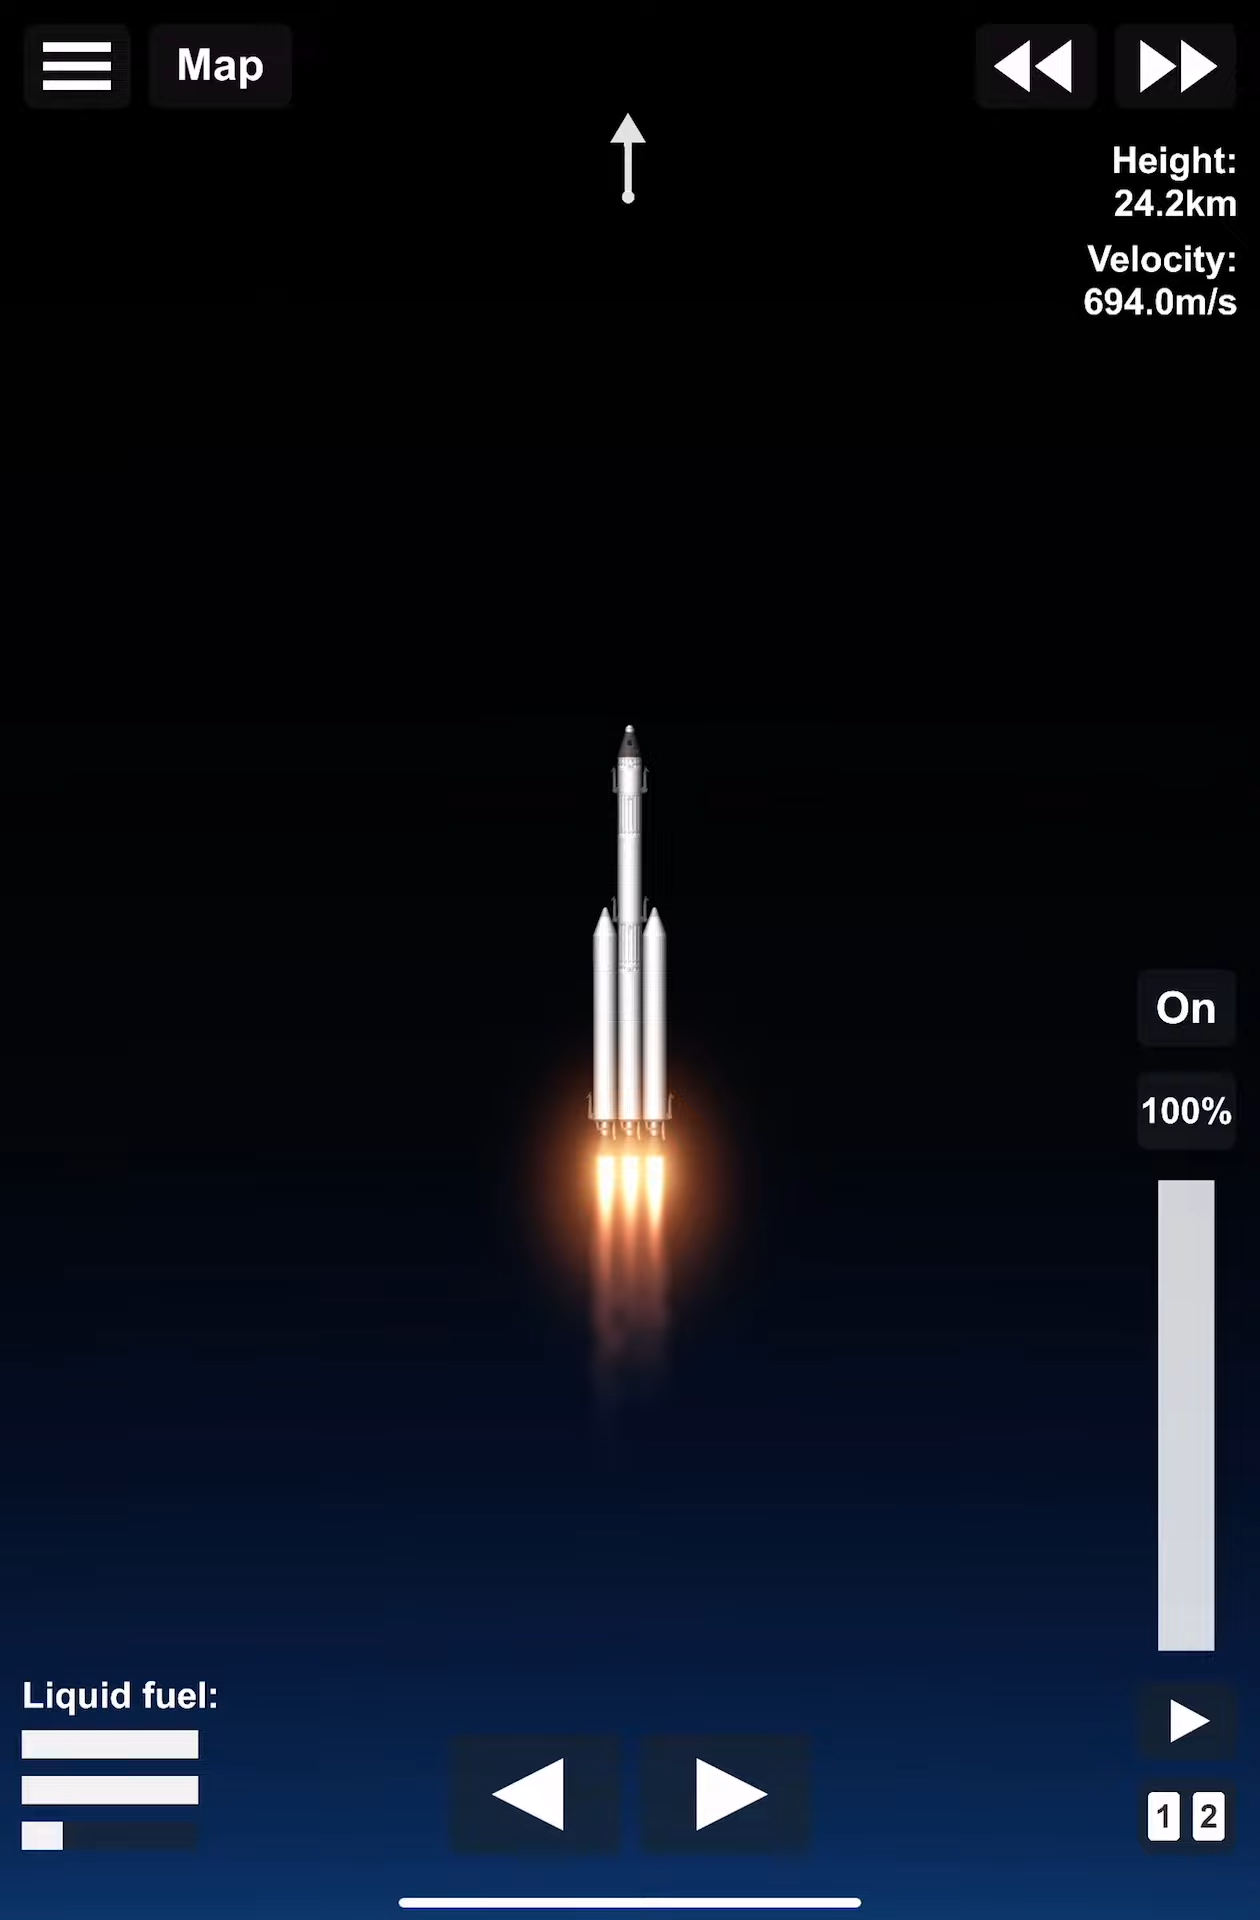 Map
Height:
24.2km
Velocity:
694.0m/s
On
100%
Liquid fuel:
1 2